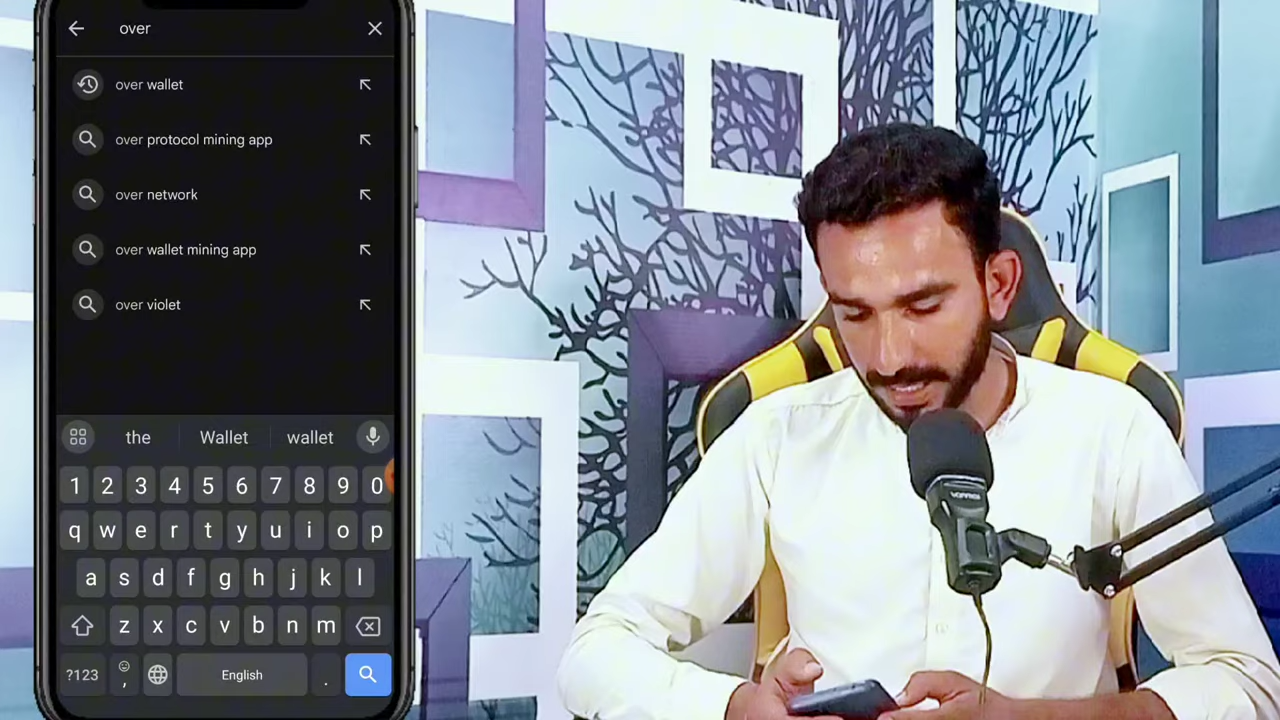 over
over wallet
over protocol mining app
over network
over wallet mining app
over violet
the Wallet wallet
1 2 3 4 5 6 7 8 9 0
q w e r t y u i o p
a s d f g h j k l
z x c v b n m
?123 , English .